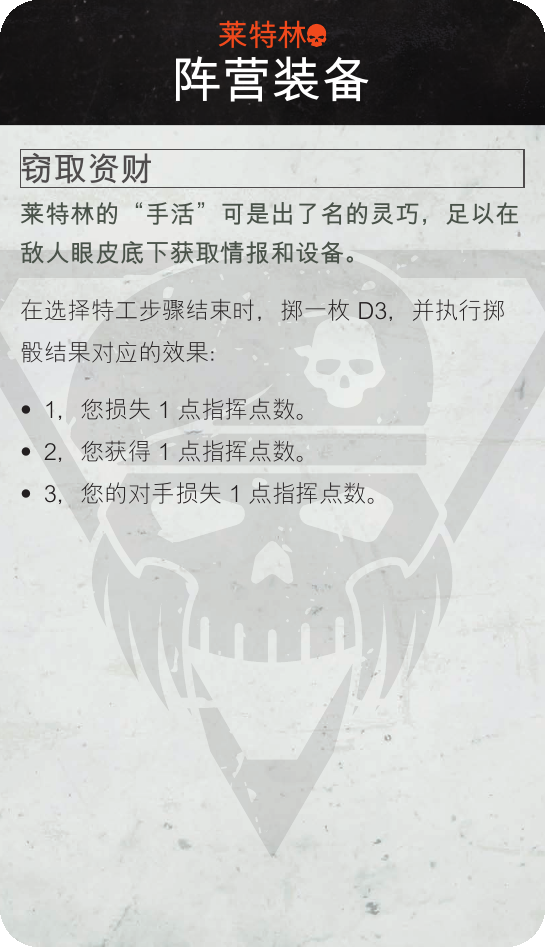 莱特林
阵营装备
窃取资财
莱特林的“手活”可是出了名的灵巧，足以在
敌人眼皮底下获取情报和设备。
在选择特工步骤结束时，掷一枚 D3，并执行掷
骰结果对应的效果:
• 1，您损失 1 点指挥点数。
• 2，您获得 1 点指挥点数。
• 3，您的对手损失 1 点指挥点数。